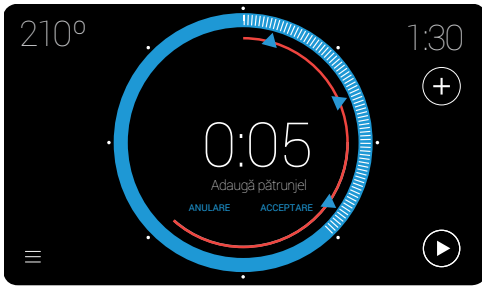 210º
1:30
0:05
Adaugă pătrunjel
ANULARE ACCEPTARE